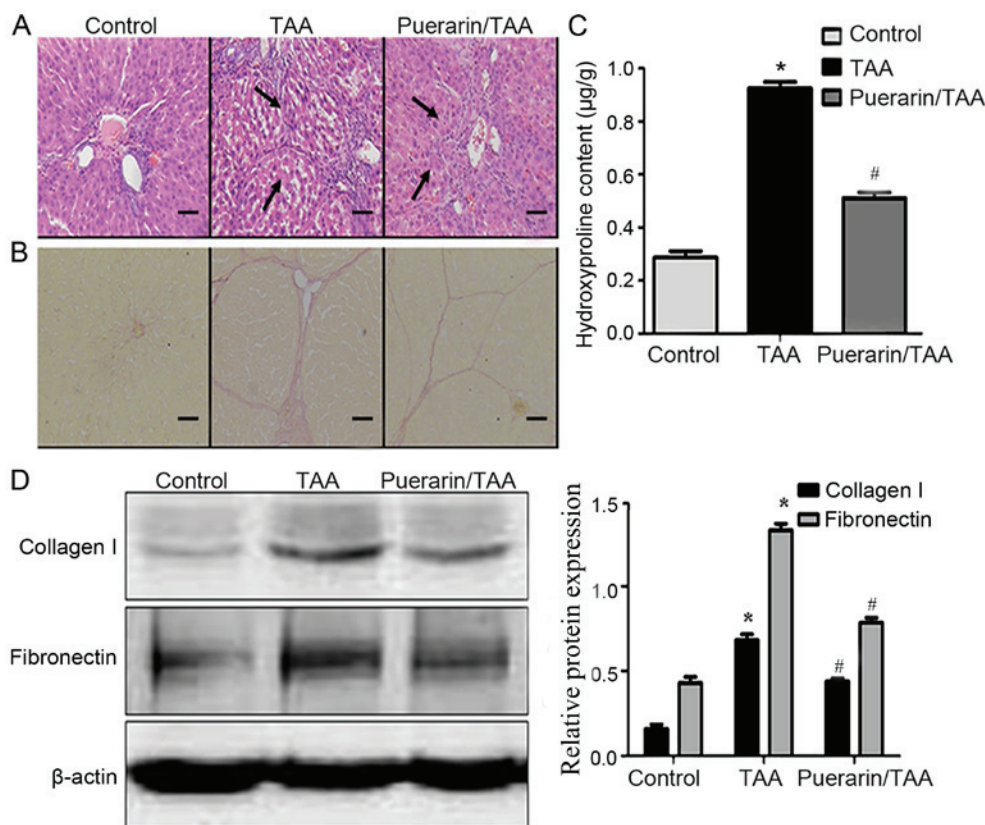 A
Control
TAA
Puerarin/TAA
B
C
Control
TAA
Puerarin/TAA
Hydroxyproline content (µg/g)
1.0
0.8
0.6
0.4
0.2
0.0
*
#
Control
TAA
Puerarin/TAA
D
Control
TAA
Puerarin/TAA
Collagen I
Fibronectin
β-actin
Collagen I
Fibronectin
Relative protein expression
1.5
1.0
0.5
0.0
*
*
#
#
Control
TAA
Puerarin/TAA